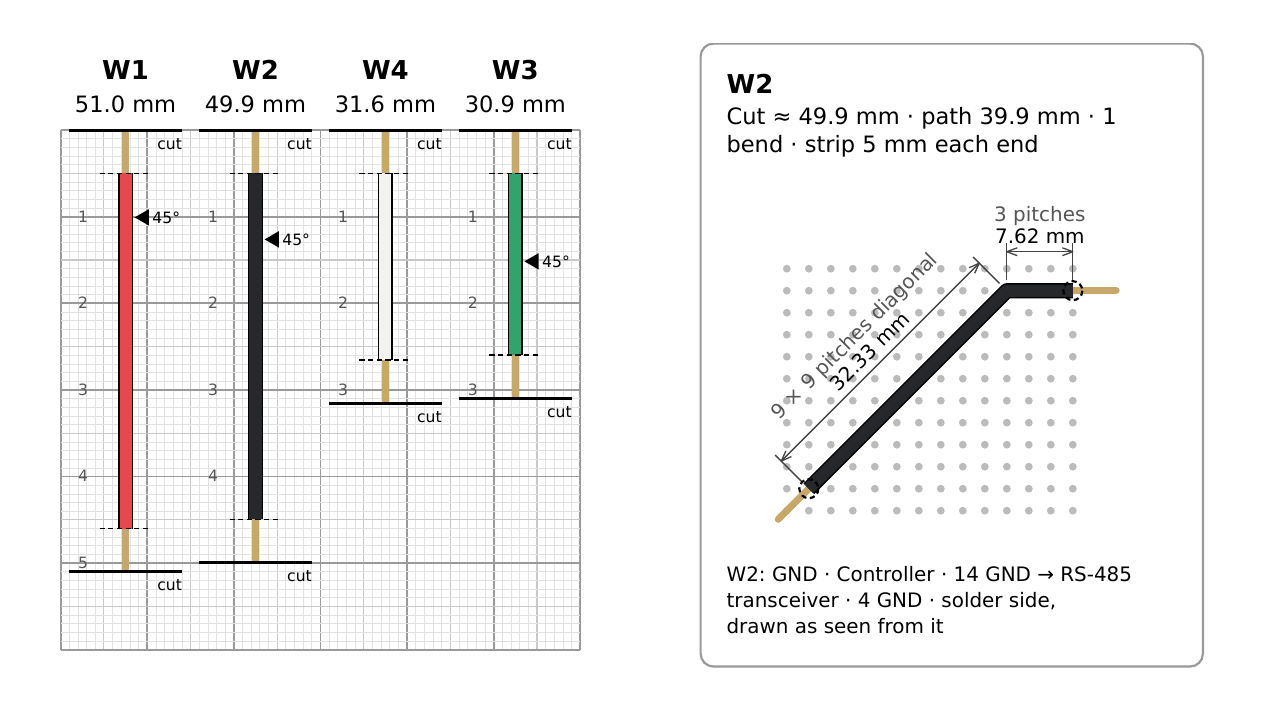 W1
51.0 mm
W2
49.9 mm
W4
31.6 mm
W3
30.9 mm
cut
cut
cut
cut
1
45°
1
45°
1
1
45°
2
2
2
2
3
3
3
3
4
4
5
cut
cut
cut
cut
W2
Cut ≈ 49.9 mm · path 39.9 mm · 1
bend · strip 5 mm each end
3 pitches
7.62 mm
9 × 9 pitches diagonal
32.33 mm
W2: GND · Controller · 14 GND → RS-485
transceiver · 4 GND · solder side,
drawn as seen from it